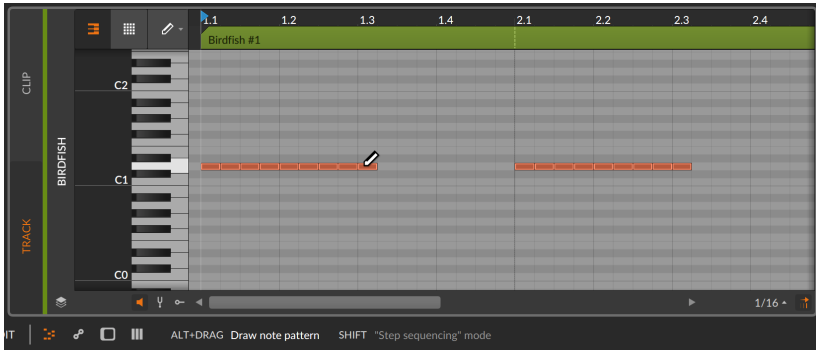 1.1 1.2 1.3 1.4 2.1 2.2 2.3 2.4
Birdfish #1
CLIP
TRACK
BIRDFISH
C2
C1
C0
1/16
IT ALT+DRAG Draw note pattern SHIFT "Step sequencing" mode